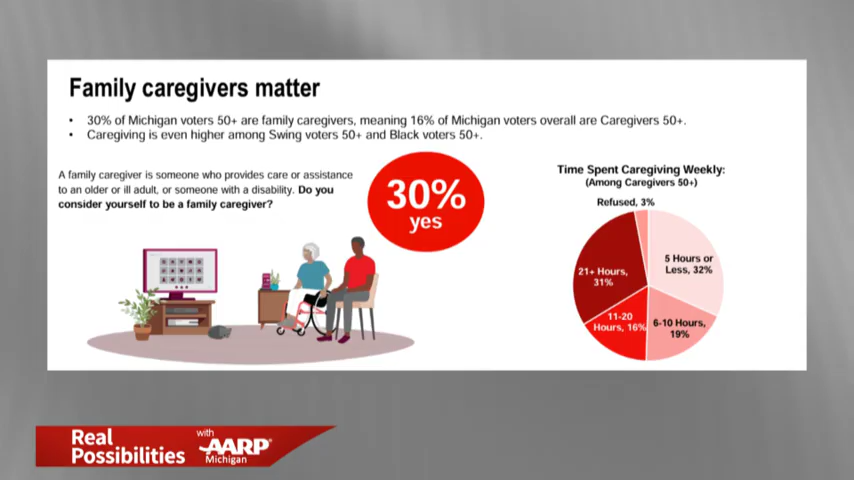 Family caregivers matter
• 30% of Michigan voters 50+ are family caregivers, meaning 16% of Michigan voters overall are Caregivers 50+.
• Caregiving is even higher among Swing voters 50+ and Black voters 50+.
A family caregiver is someone who provides care or assistance
to an older or ill adult, or someone with a disability. Do you
consider yourself to be a family caregiver?
30%
yes
Time Spent Caregiving Weekly:
(Among Caregivers 50+)
Refused, 3%
5 Hours or
Less, 32%
21+ Hours,
31%
11-20
Hours, 16%
6-10 Hours,
19%
Real
Possibilities
with
AARP®
Michigan